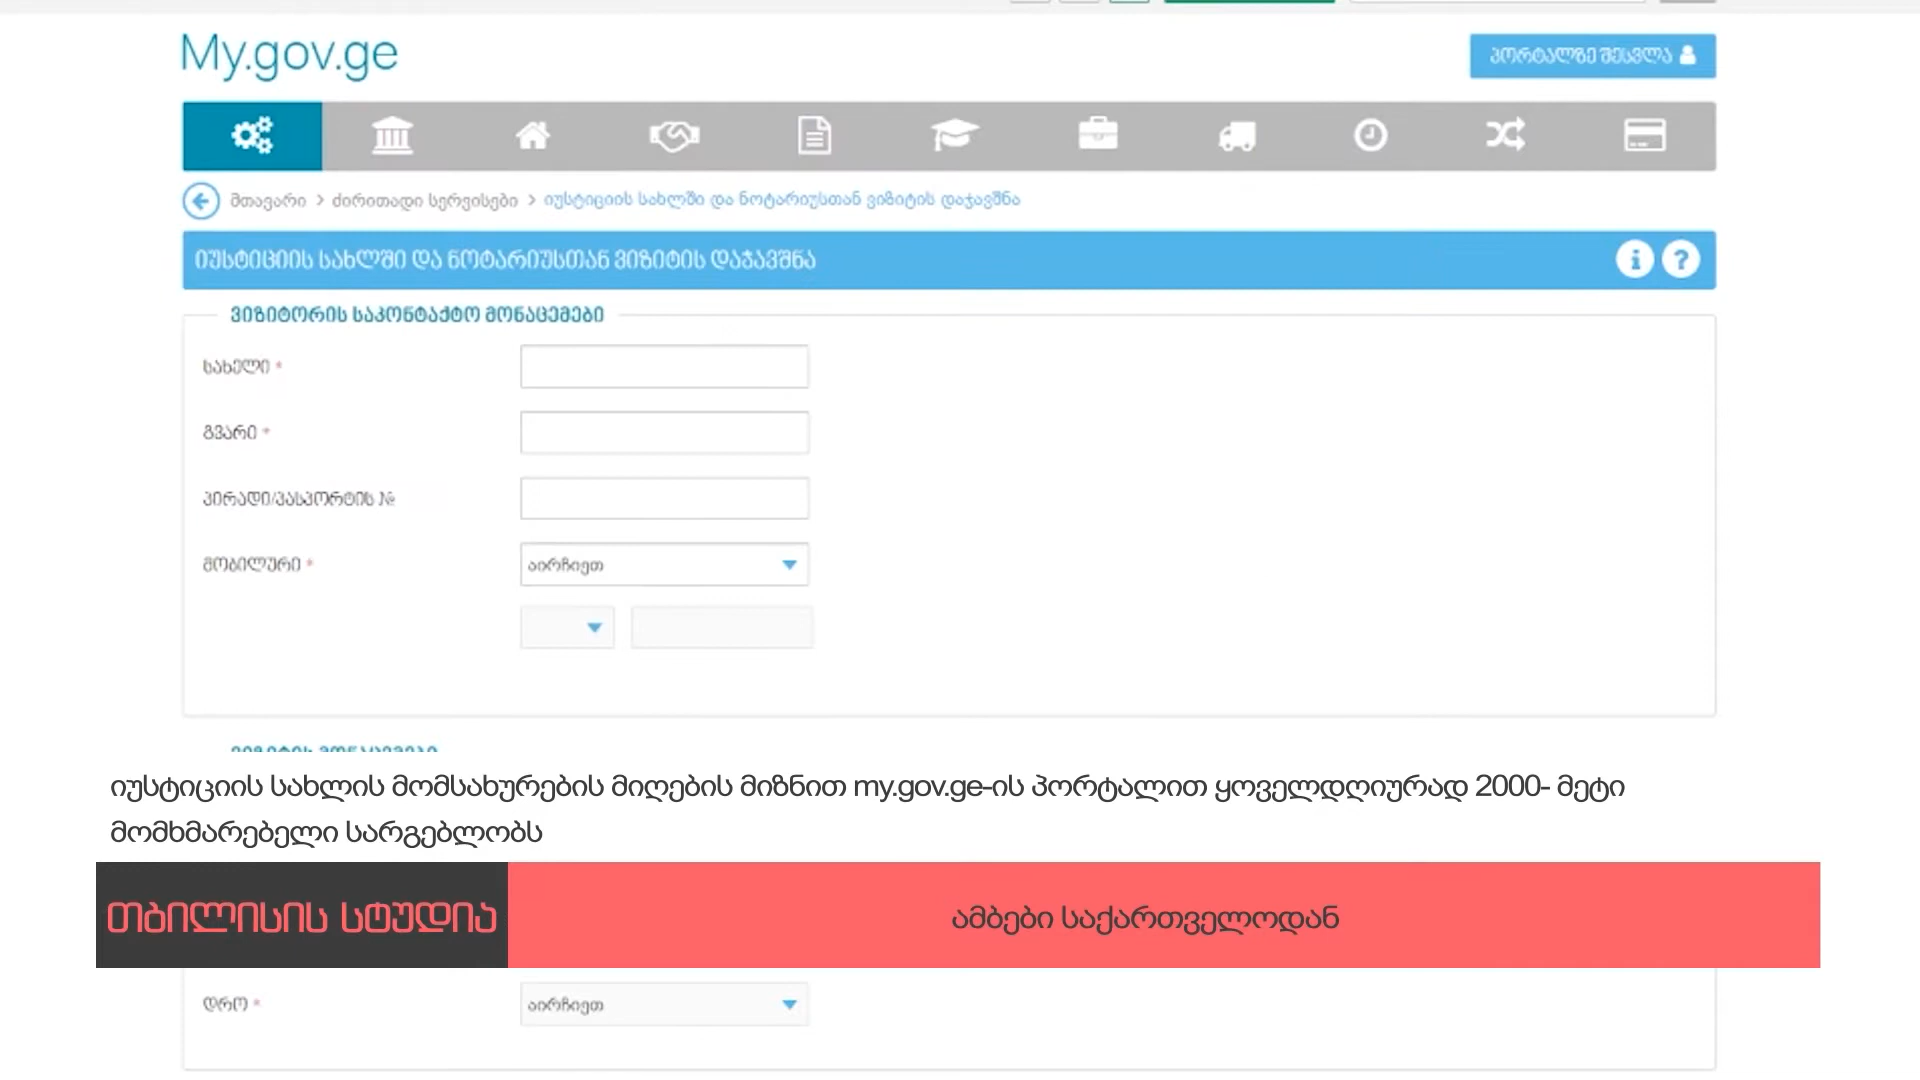 My.gov.ge
პორტალზე შესვლა
მთავარი > ძირითადი სერვისები > იუსტიციის სახლში და ნოტარიუსთან ვიზიტის დაჯავშნა
იუსტიციის სახლში და ნოტარიუსთან ვიზიტის დაჯავშნა
ვიზიტორის საკონტაქტო მონაცემები
სახელი *
გვარი *
პირადი/პასპორტის №
მობილური *
აირჩიეთ
ვიზიტის მონაცემები
იუსტიციის სახლის მომსახურების მიღების მიზნით my.gov.ge-ის პორტალით ყოველდღიურად 2000- მეტი
მომხმარებელი სარგებლობს
თბილისის სტუდია
ამბები საქართველოდან
დრო *
აირჩიეთ